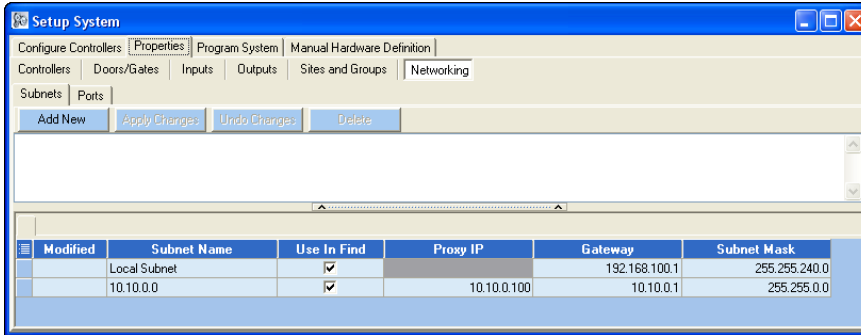 Setup System
Configure Controllers Properties Program System Manual Hardware Definition
Controllers Doors/Gates Inputs Outputs Sites and Groups Networking
Subnets Ports
Add New Apply Changes Undo Changes Delete
Modified Subnet Name Use In Find Proxy IP Gateway Subnet Mask
Local Subnet 192.168.100.1 255.255.240.0
10.10.0.0 10.10.0.100 10.10.0.1 255.255.0.0